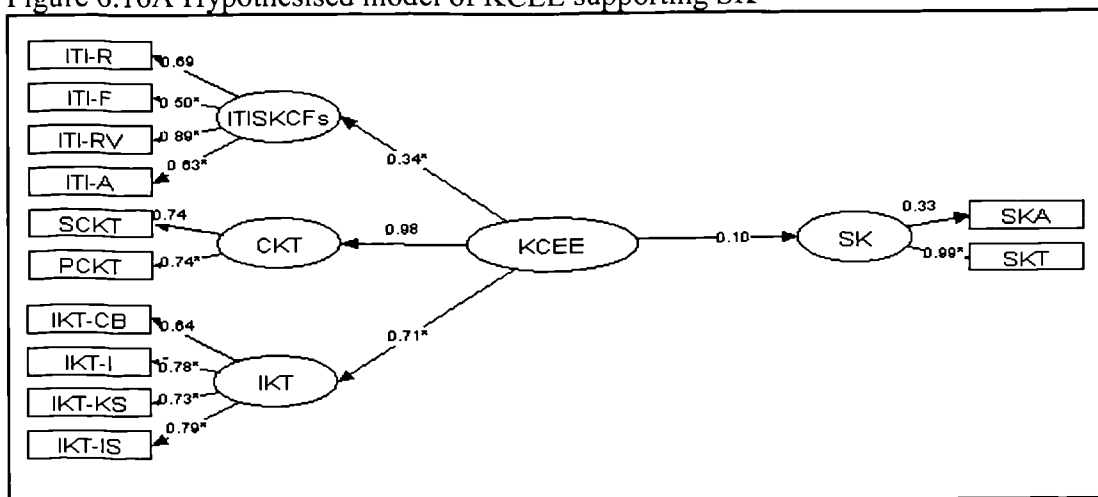 Figure 6.16A Hypothesised model of KCEE supporting SK
ITI-R
0.69
ITI-F
0.50*
ITISKCFs
ITI-RV
0.89*
ITI-A
0.63*
0.34*
SCKT
0.74
CKT
0.98
KCEE
0.10
SK
0.33
SKA
PCKT
0.74*
0.99*
SKT
IKT-CB
0.64
0.71*
IKT-I
0.78*
IKT
IKT-KS
0.73*
IKT-IS
0.79*